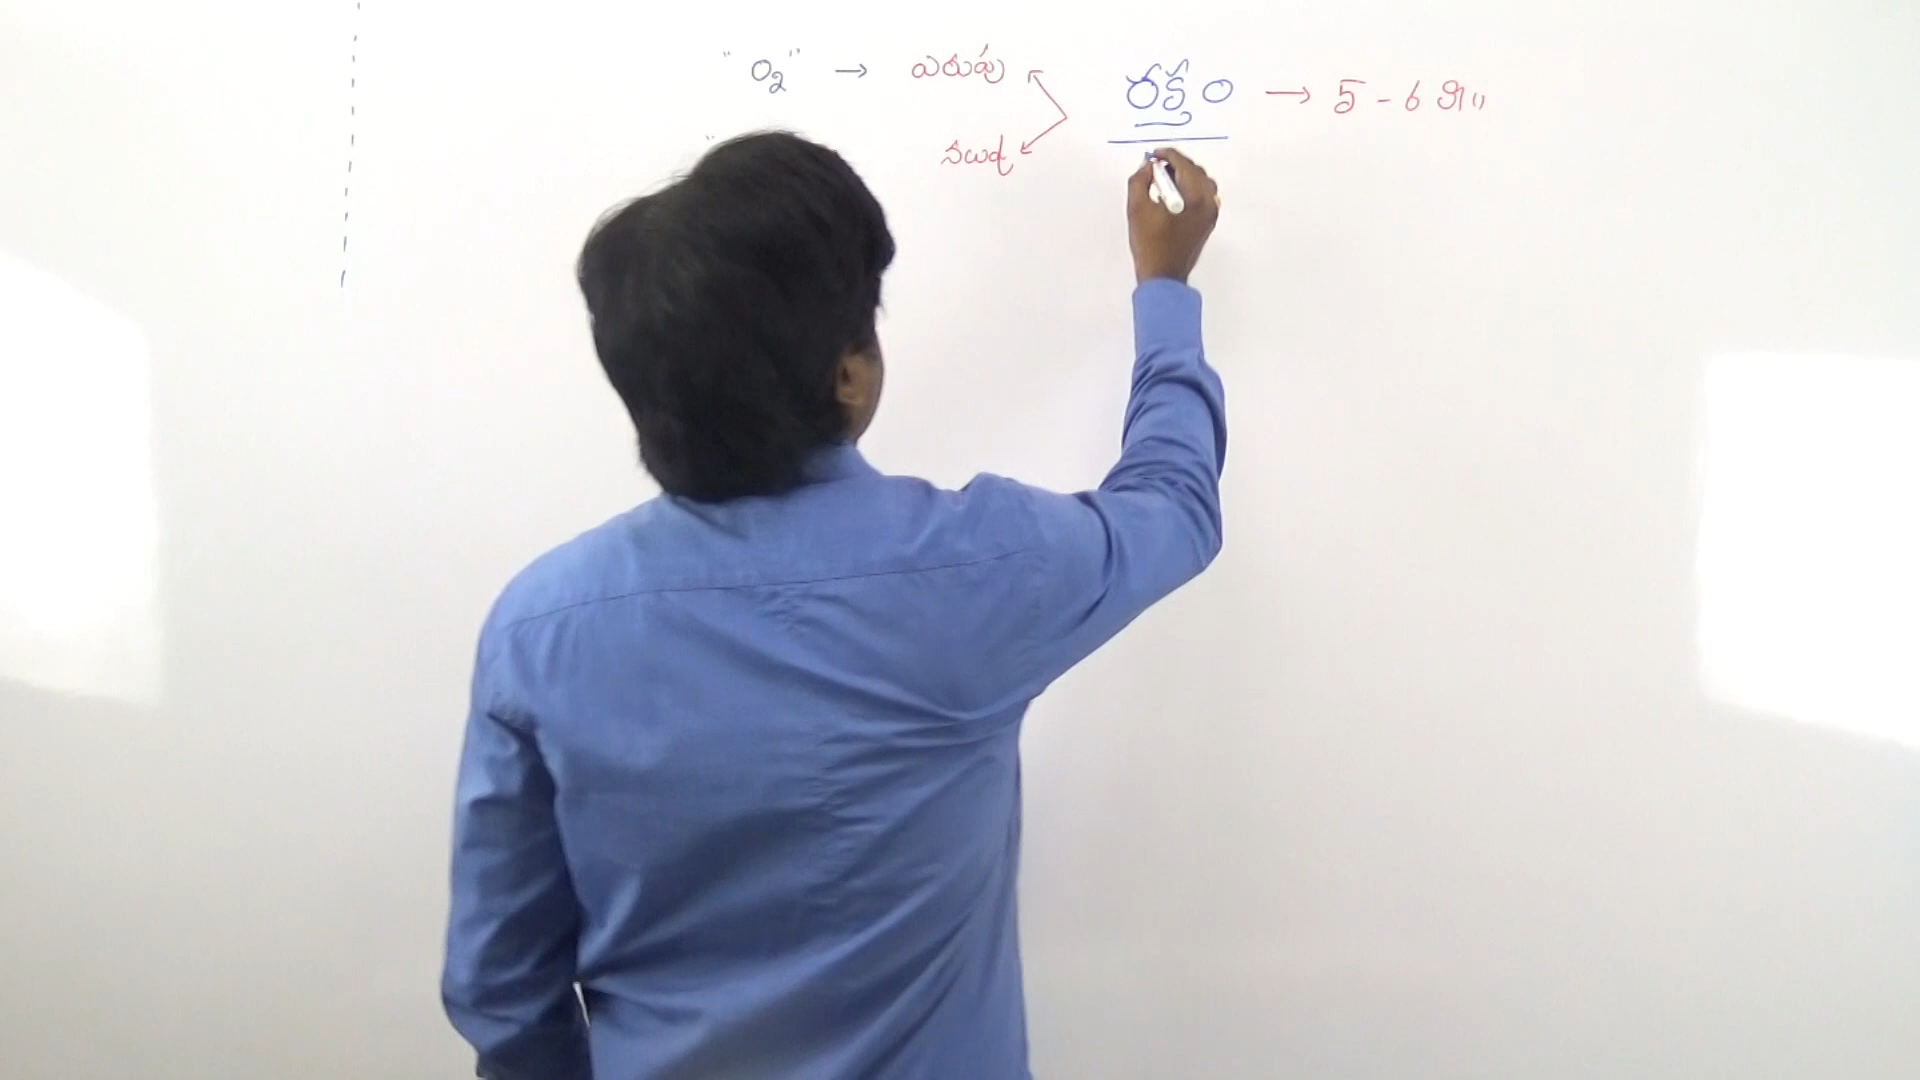 "O₂" → ఎరుపు రక్తం → 5 - 6 లీ॥
నలుపు